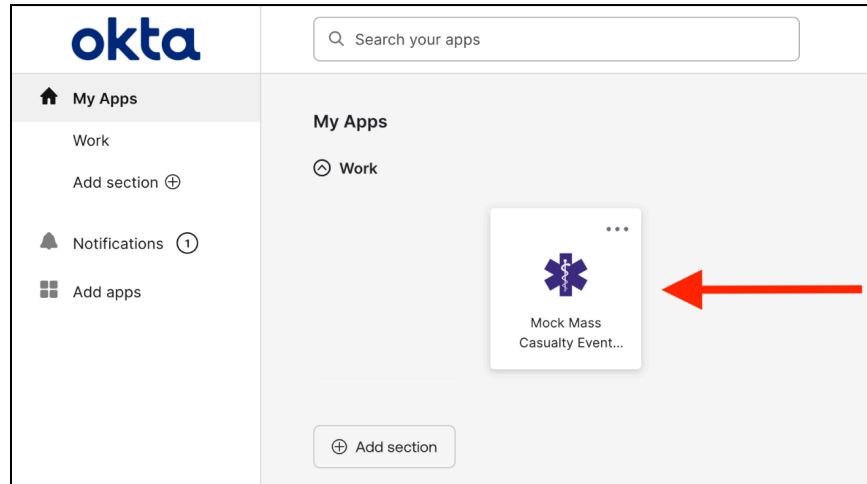 okta
Search your apps
My Apps
Work
Add section
Notifications 1
Add apps
My Apps
Work
Mock Mass
Casualty Event...
Add section